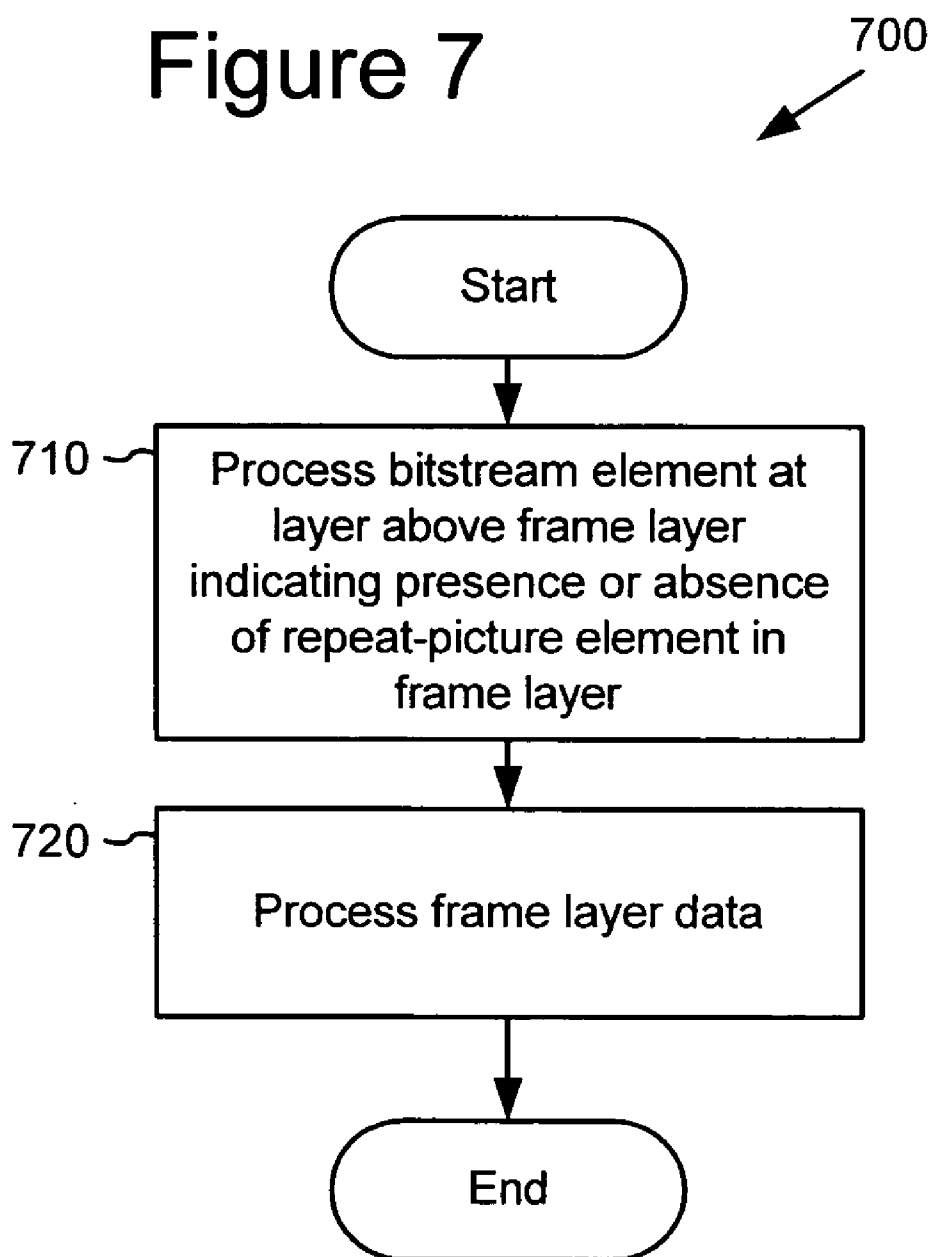 Figure 7
700
Start
710
Process bitstream element at
layer above frame layer
indicating presence or absence
of repeat-picture element in
frame layer
720
Process frame layer data
End